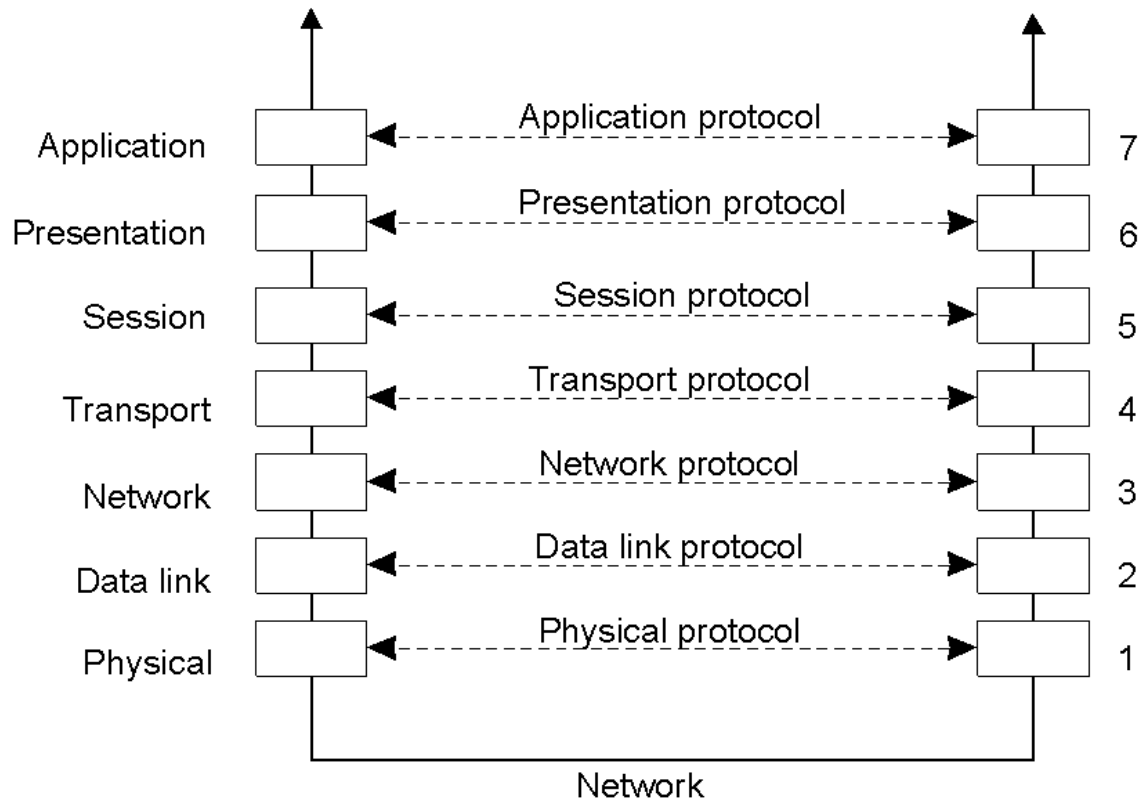 Application
Application protocol
7
Presentation
Presentation protocol
6
Session
Session protocol
5
Transport
Transport protocol
4
Network
Network protocol
3
Data link
Data link protocol
2
Physical
Physical protocol
1
Network